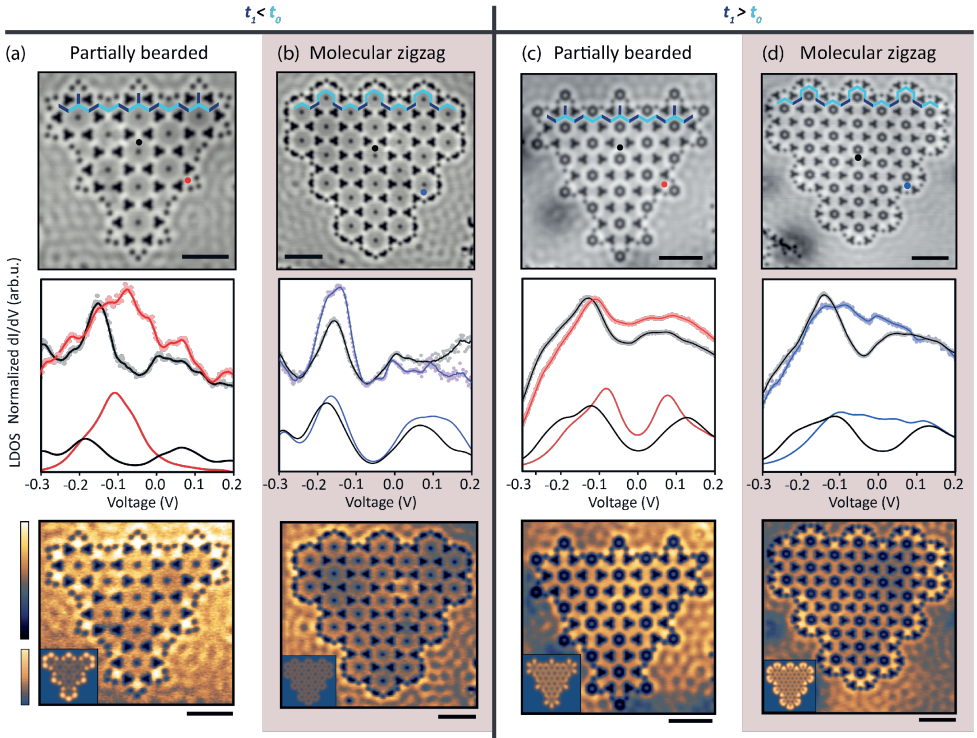 t1 < t0
t1 > t0
(a) Partially bearded
(b) Molecular zigzag
(c) Partially bearded
(d) Molecular zigzag
LDOS Normalized dI/dV (arb.u.)
-0.3 -0.2 -0.1 0.0 0.1 0.2
Voltage (V)
-0.3 -0.2 -0.1 0.0 0.1 0.2
Voltage (V)
-0.3 -0.2 -0.1 0.0 0.1 0.2
Voltage (V)
-0.3 -0.2 -0.1 0.0 0.1 0.2
Voltage (V)